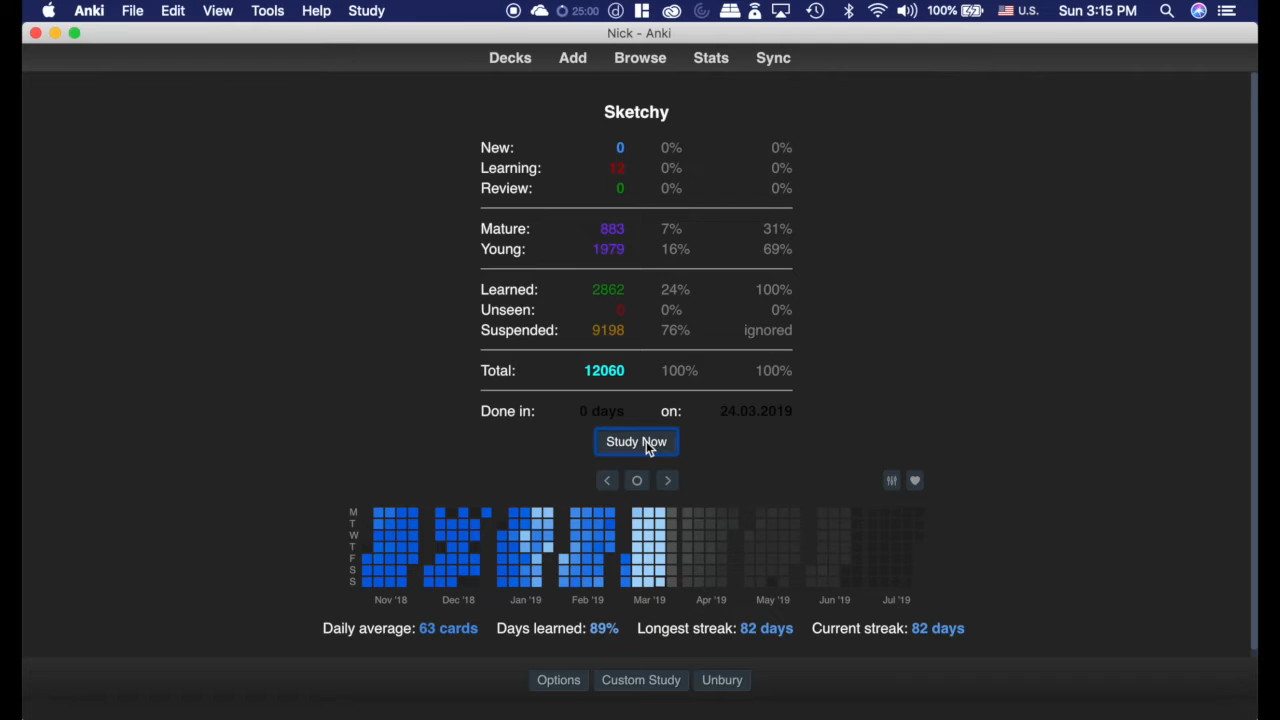 Anki File Edit View Tools Help Study 25:00 100% U.S. Sun 3:15 PM
Nick - Anki
Decks Add Browse Stats Sync
Sketchy
New: 0 0% 0%
Learning: 12 0% 0%
Review: 0 0% 0%
Mature: 883 7% 31%
Young: 1979 16% 69%
Learned: 2862 24% 100%
Unseen: 0 0% 0%
Suspended: 9198 76% ignored
Total: 12060 100% 100%
Done in: 0 days on: 24.03.2019
Study Now
M
T
W
T
F
S
S
Nov '18 Dec '18 Jan '19 Feb '19 Mar '19 Apr '19 May '19 Jun '19 Jul '19
Daily average: 63 cards Days learned: 89% Longest streak: 82 days Current streak: 82 days
Options Custom Study Unbury